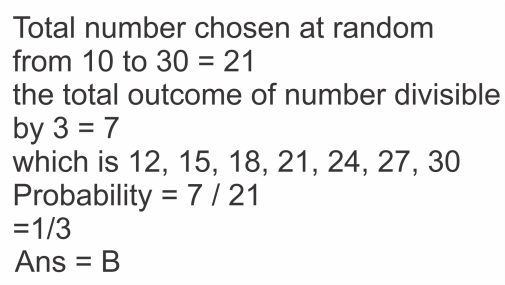 Total number chosen at random
from 10 to 30 = 21
the total outcome of number divisible
by 3 = 7
which is 12, 15, 18, 21, 24, 27, 30
Probability = 7 / 21
=1/3
Ans = B